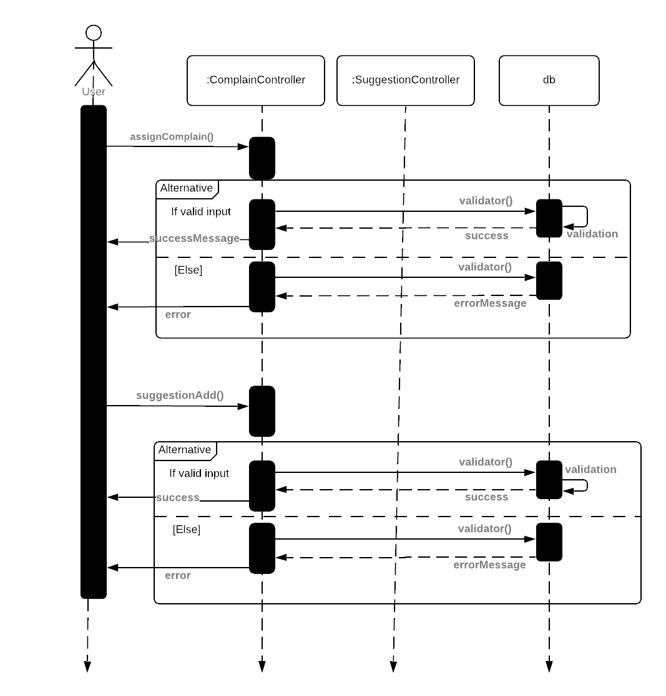 User
:ComplainController
:SuggestionController
db
assignComplain()
Alternative
If valid input
validator()
successMessage
success
validation
[Else]
validator()
errorMessage
error
suggestionAdd()
Alternative
If valid input
validator()
validation
success
success
[Else]
validator()
errorMessage
error